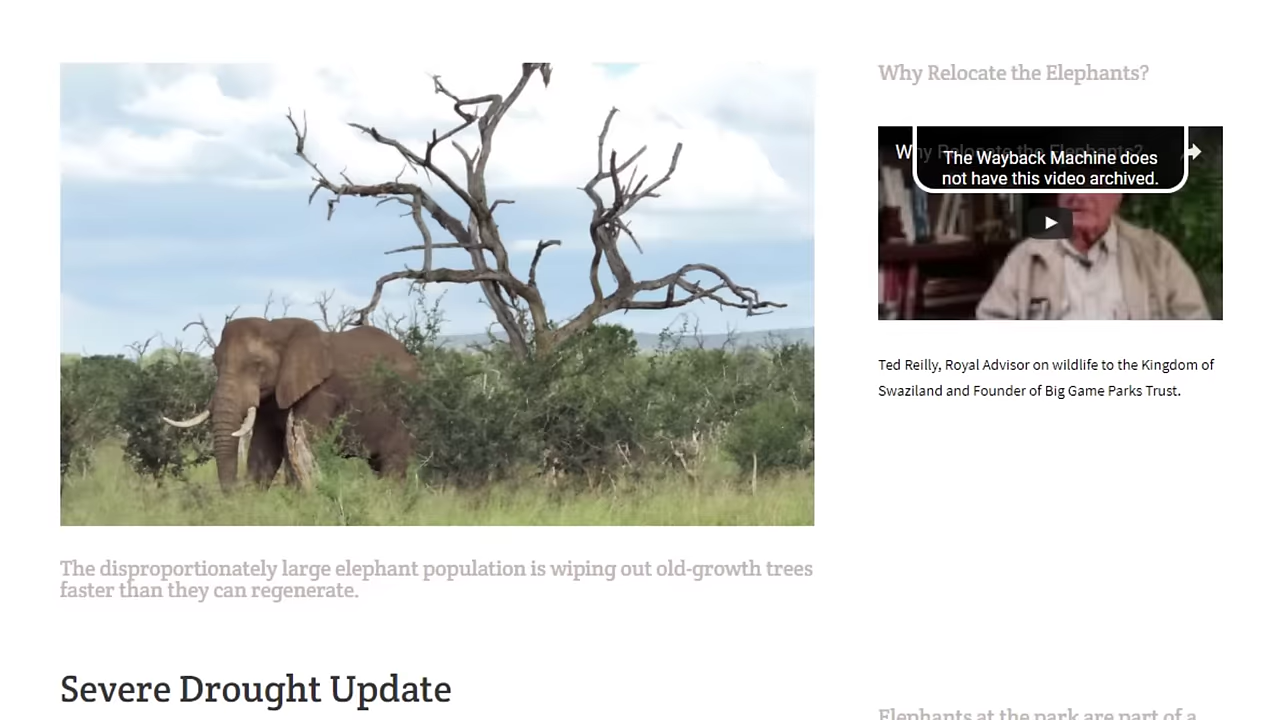 Why Relocate the Elephants?
Why Relocate the Elephants?
The Wayback Machine does
not have this video archived.
Ted Reilly, Royal Advisor on wildlife to the Kingdom of
Swaziland and Founder of Big Game Parks Trust.
The disproportionately large elephant population is wiping out old-growth trees
faster than they can regenerate.
Severe Drought Update
Elephants at the park are part of a